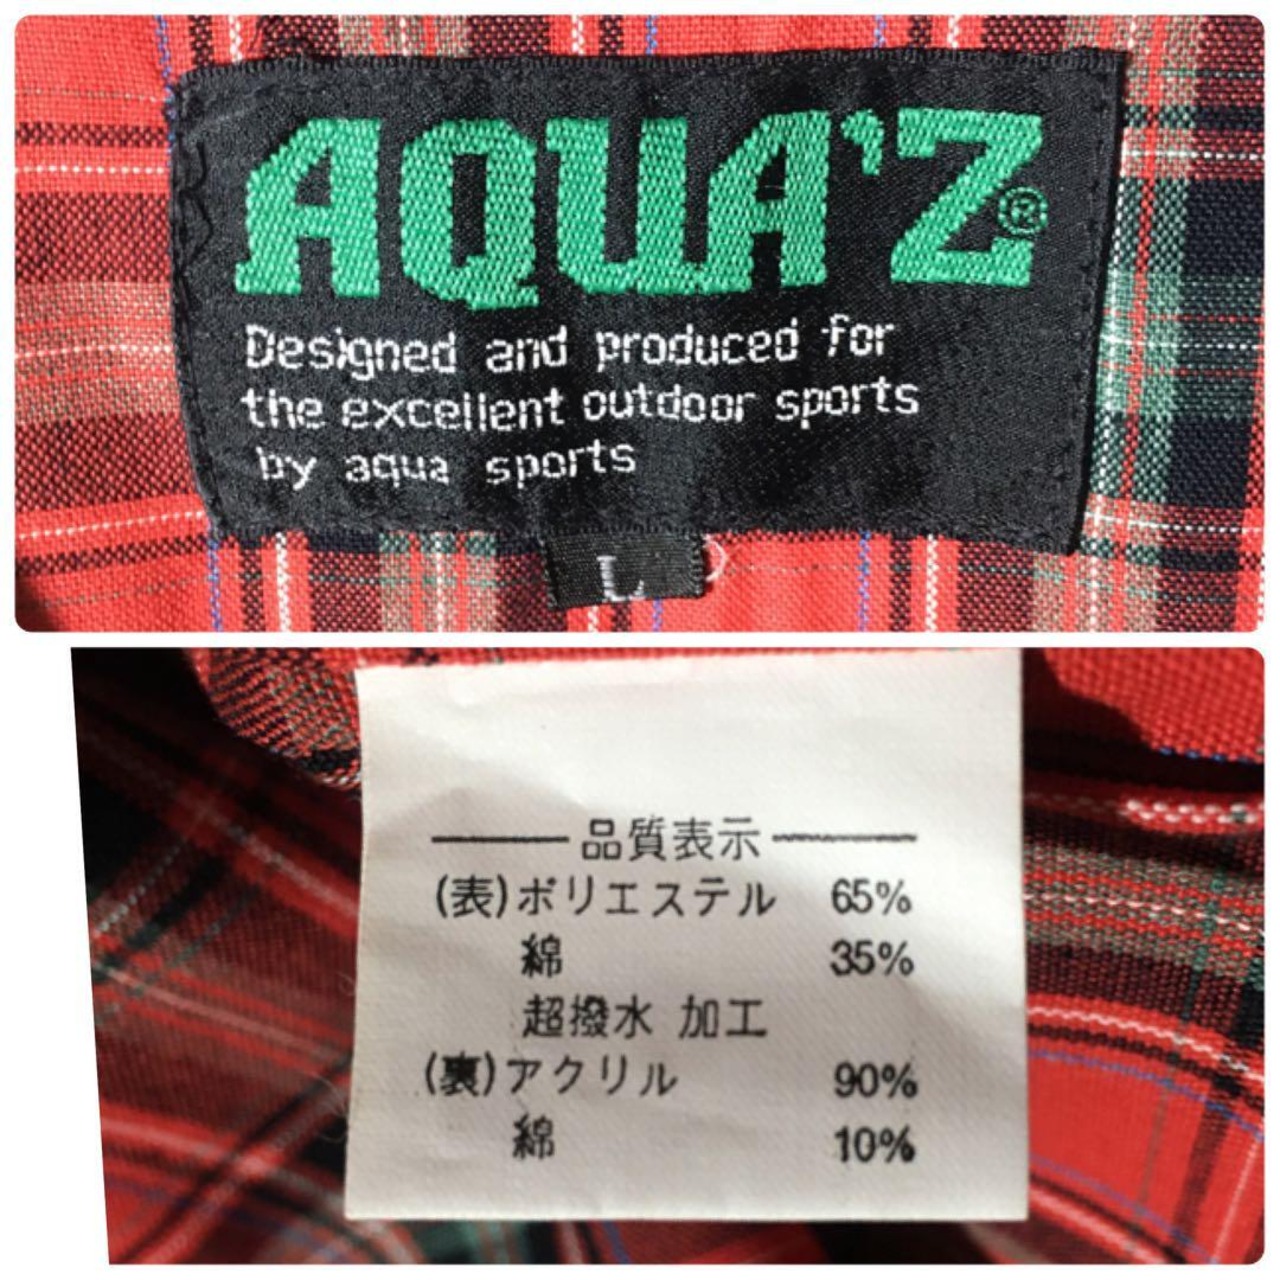 AQUA'Z®
Designed and produced for
the excellent outdoor sports
by aqua sports
L
品質表示
(表)ポリエステル 65%
綿 35%
超撥水 加工
(裏)アクリル 90%
綿 10%